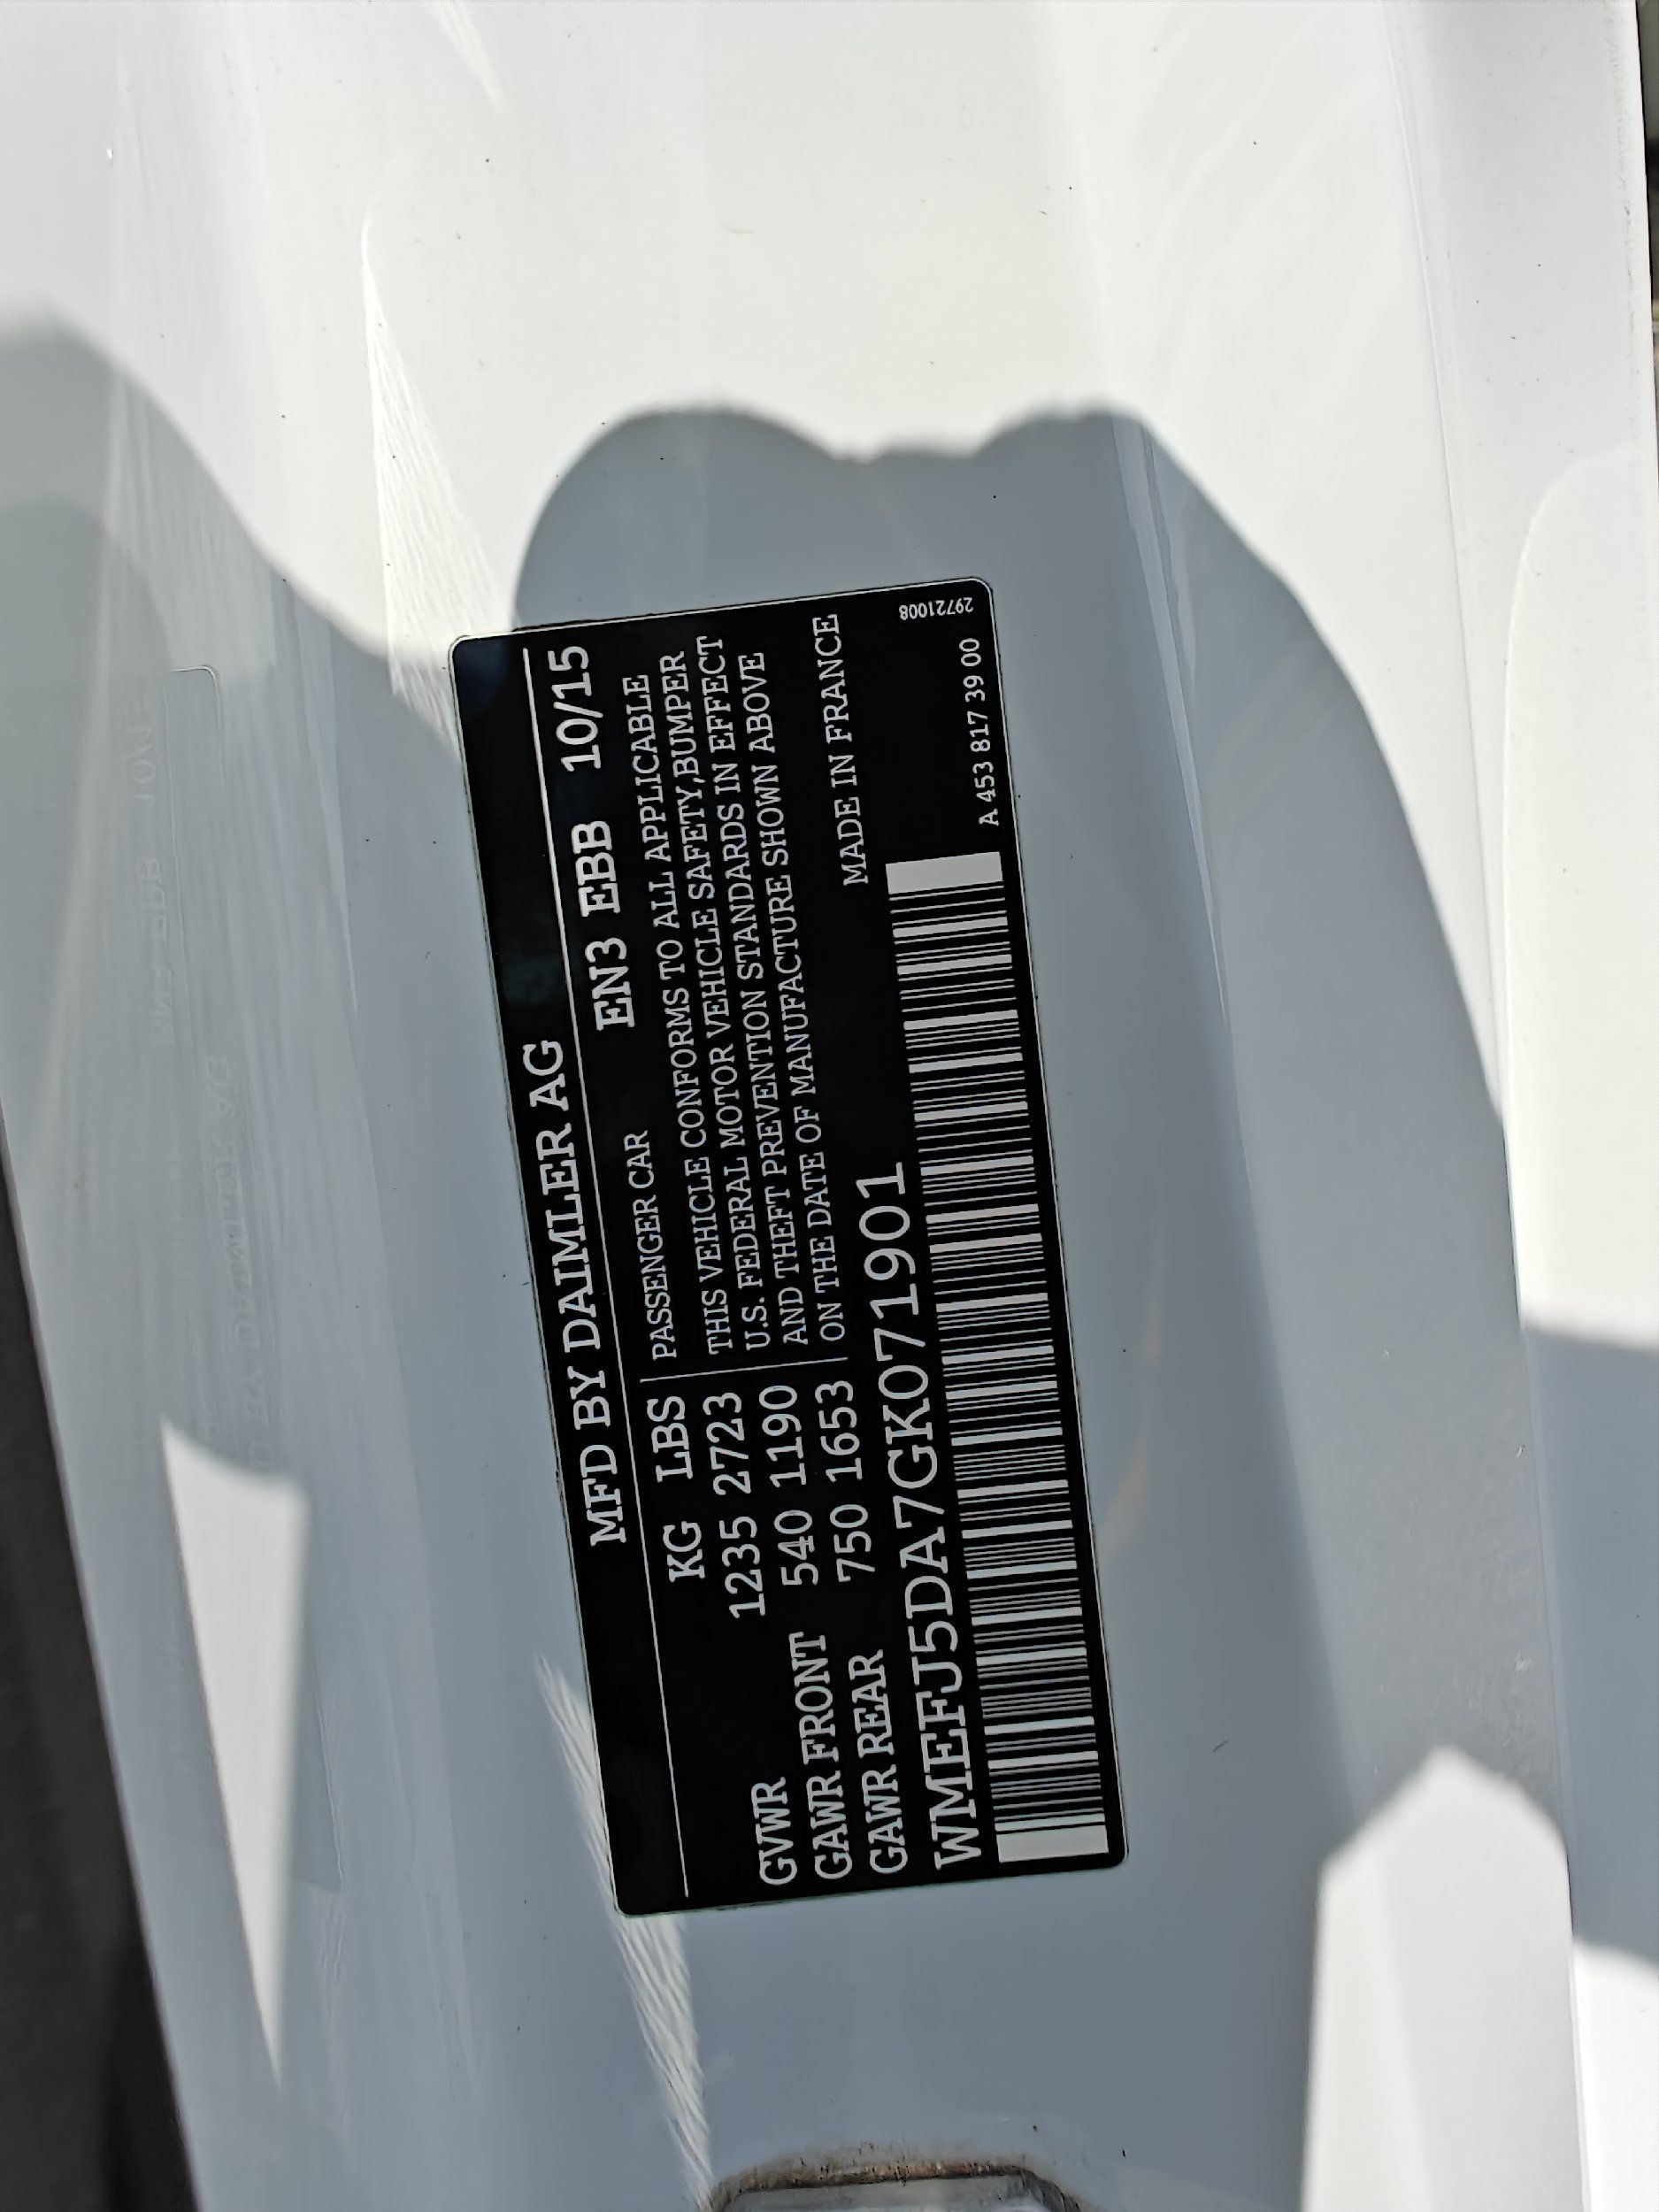 MFD BY DAIMLER AG
EN3 EBB 10/15
KG LBS
GVWR 1235 2723
GAWR FRONT 540 1190
GAWR REAR 750 1653
PASSENGER CAR
THIS VEHICLE CONFORMS TO ALL APPLICABLE
U.S. FEDERAL MOTOR VEHICLE SAFETY,BUMPER
AND THEFT PREVENTION STANDARDS IN EFFECT
ON THE DATE OF MANUFACTURE SHOWN ABOVE
MADE IN FRANCE
WMEFJ5DA7GK071901
A 453 817 39 00
29721008